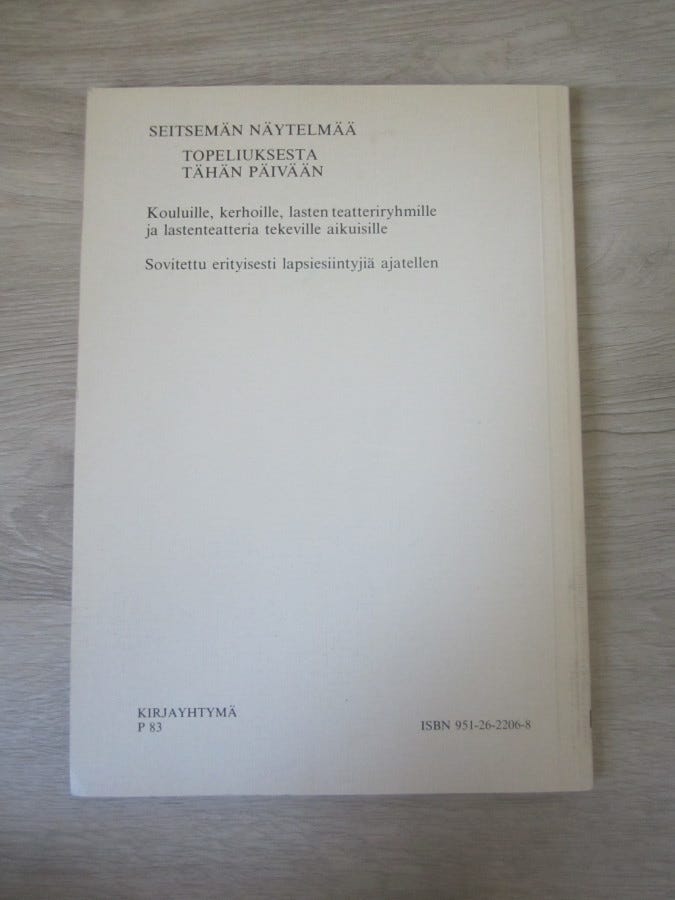 SEITSEMÄN NÄYTELMÄÄ
TOPELIUKSESTA
TÄHÄN PÄIVÄÄN
Kouluille, kerhoille, lasten teatteriryhmille
ja lastenteatteria tekeville aikuisille
Sovitettu erityisesti lapsiesiintyjiä ajatellen
KIRJAYHTYMÄ
P 83
ISBN 951-26-2206-8